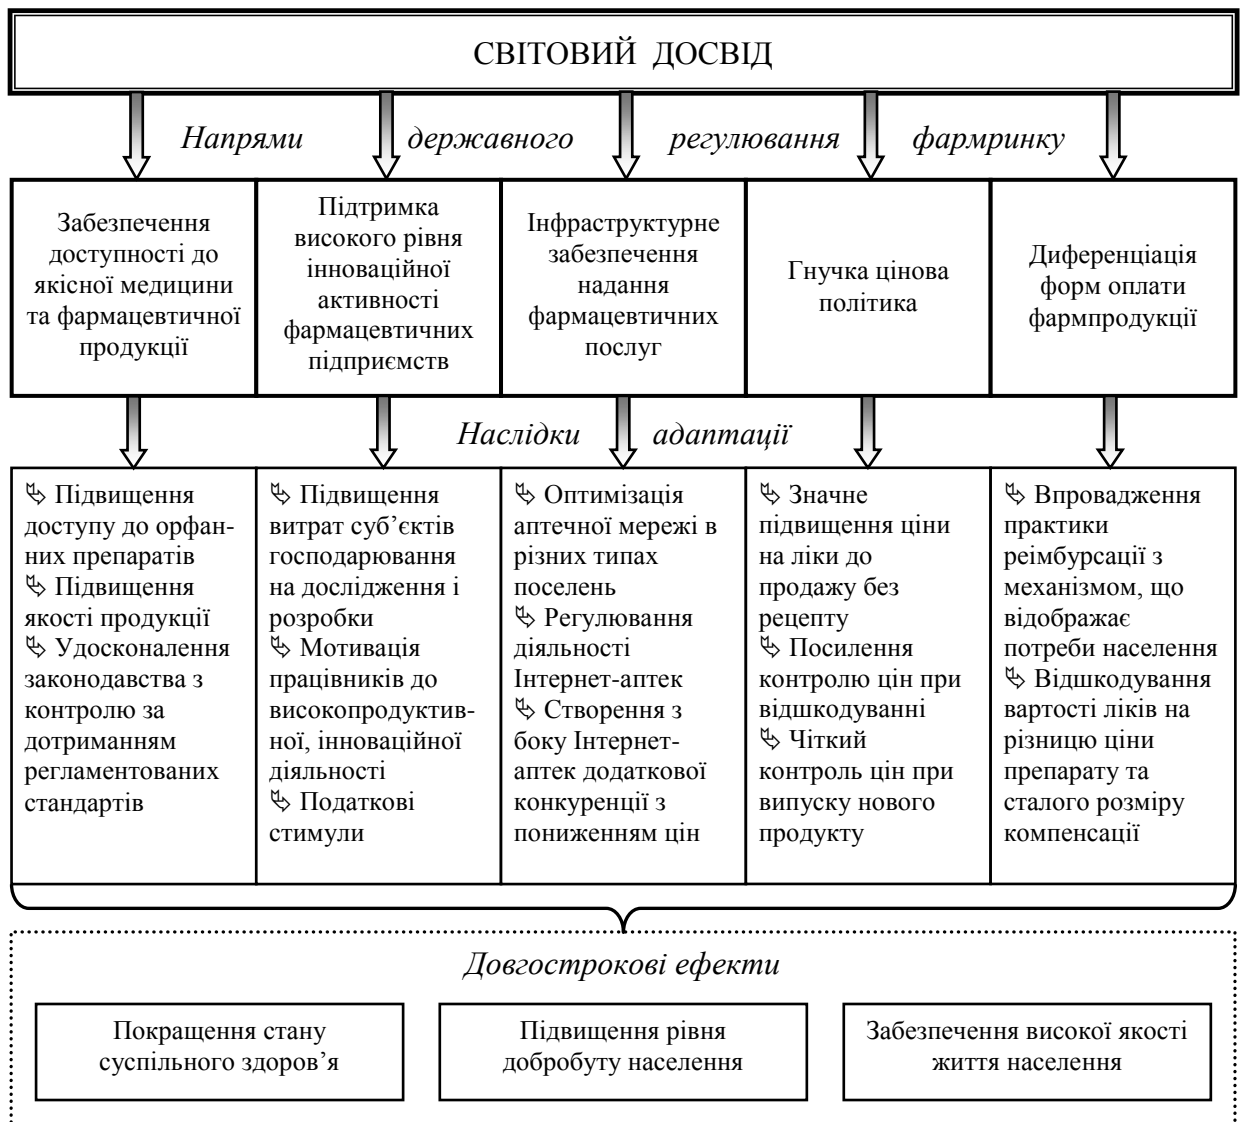 СВІТОВИЙ ДОСВІД
Напрями державного регулювання фармринку
Забезпечення
доступності до
якісної медицини
та фармацевтичної
продукції
Підтримка
високого рівня
інноваційної
активності
фармацевтичних
підприємств
Інфраструктурне
забезпечення
надання
фармацевтичних
послуг
Гнучка цінова
політика
Диференціація
форм оплати
фармпродукції
Наслідки адаптації
Підвищення
доступу до орфан-
них препаратів
Підвищення
якості продукції
Удосконалення
законодавства з
контролю за
дотриманням
регламентованих
стандартів
Підвищення
витрат суб’єктів
господарювання
на дослідження і
розробки
Мотивація
працівників до
високопродуктив-
ної, інноваційної
діяльності
Податкові
стимули
Оптимізація
аптечної мережі в
різних типах
поселень
Регулювання
діяльності
Інтернет-аптек
Створення з
боку Інтернет-
аптек додаткової
конкуренції з
пониженням цін
Значне
підвищення ціни
на ліки до
продажу без
рецепту
Посилення
контролю цін при
відшкодуванні
Чіткий
контроль цін при
випуску нового
продукту
Впровадження
практики
реімбурсації з
механізмом, що
відображає
потреби населення
Відшкодування
вартості ліків на
різницю ціни
препарату та
сталого розміру
компенсації
Довгострокові ефекти
Покращення стану
суспільного здоров’я
Підвищення рівня
добробуту населення
Забезпечення високої якості
життя населення